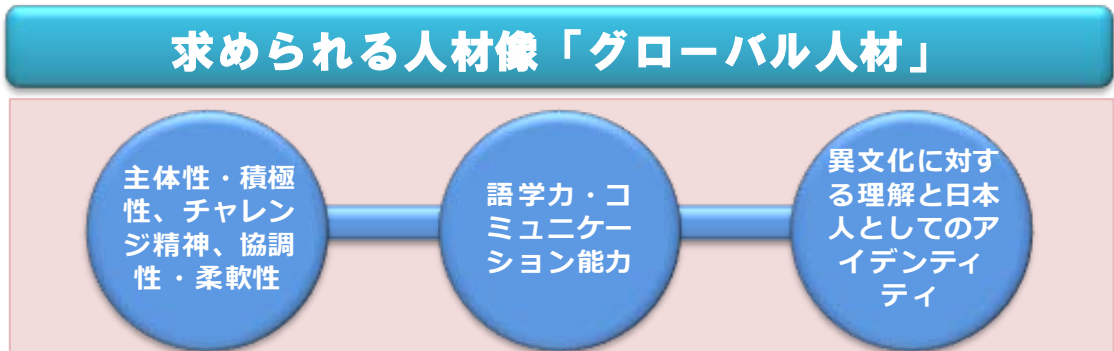 求められる人材像「グローバル人材」
主体性・積極
性、チャレン
ジ精神、協調
性・柔軟性
語学力・コ
ミュニケー
ション能力
異文化に対す
る理解と日本
人としてのア
イデンティ
ティ